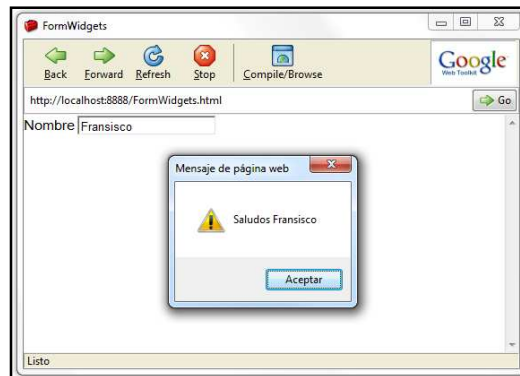 FormWidgets
Back Forward Refresh Stop Compile/Browse
Google
Web Toolkit
http://localhost:8888/FormWidgets.html
Go
Nombre Fransisco
Mensaje de página web
Saludos Fransisco
Aceptar
Listo